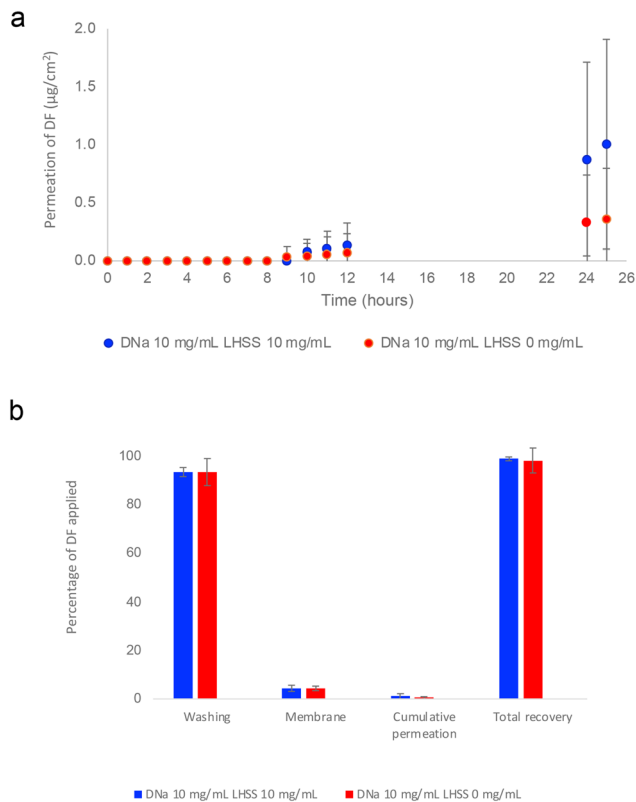 a
Permeation of DF (µg/cm²)
2.0
1.5
1.0
0.5
0.0
0 2 4 6 8 10 12 14 16 18 20 22 24 26
Time (hours)
DNa 10 mg/mL LHSS 10 mg/mL DNa 10 mg/mL LHSS 0 mg/mL
b
Percentage of DF applied
100
80
60
40
20
0
Washing Membrane Cumulative permeation Total recovery
DNa 10 mg/mL LHSS 10 mg/mL DNa 10 mg/mL LHSS 0 mg/mL